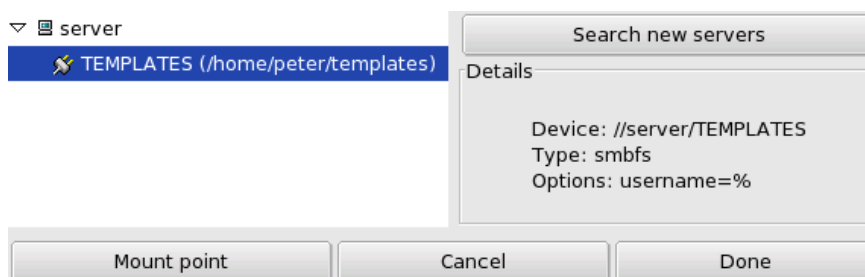 server
TEMPLATES (/home/peter/templates)
Search new servers
Details
Device: //server/TEMPLATES
Type: smbfs
Options: username=%
Mount point
Cancel
Done